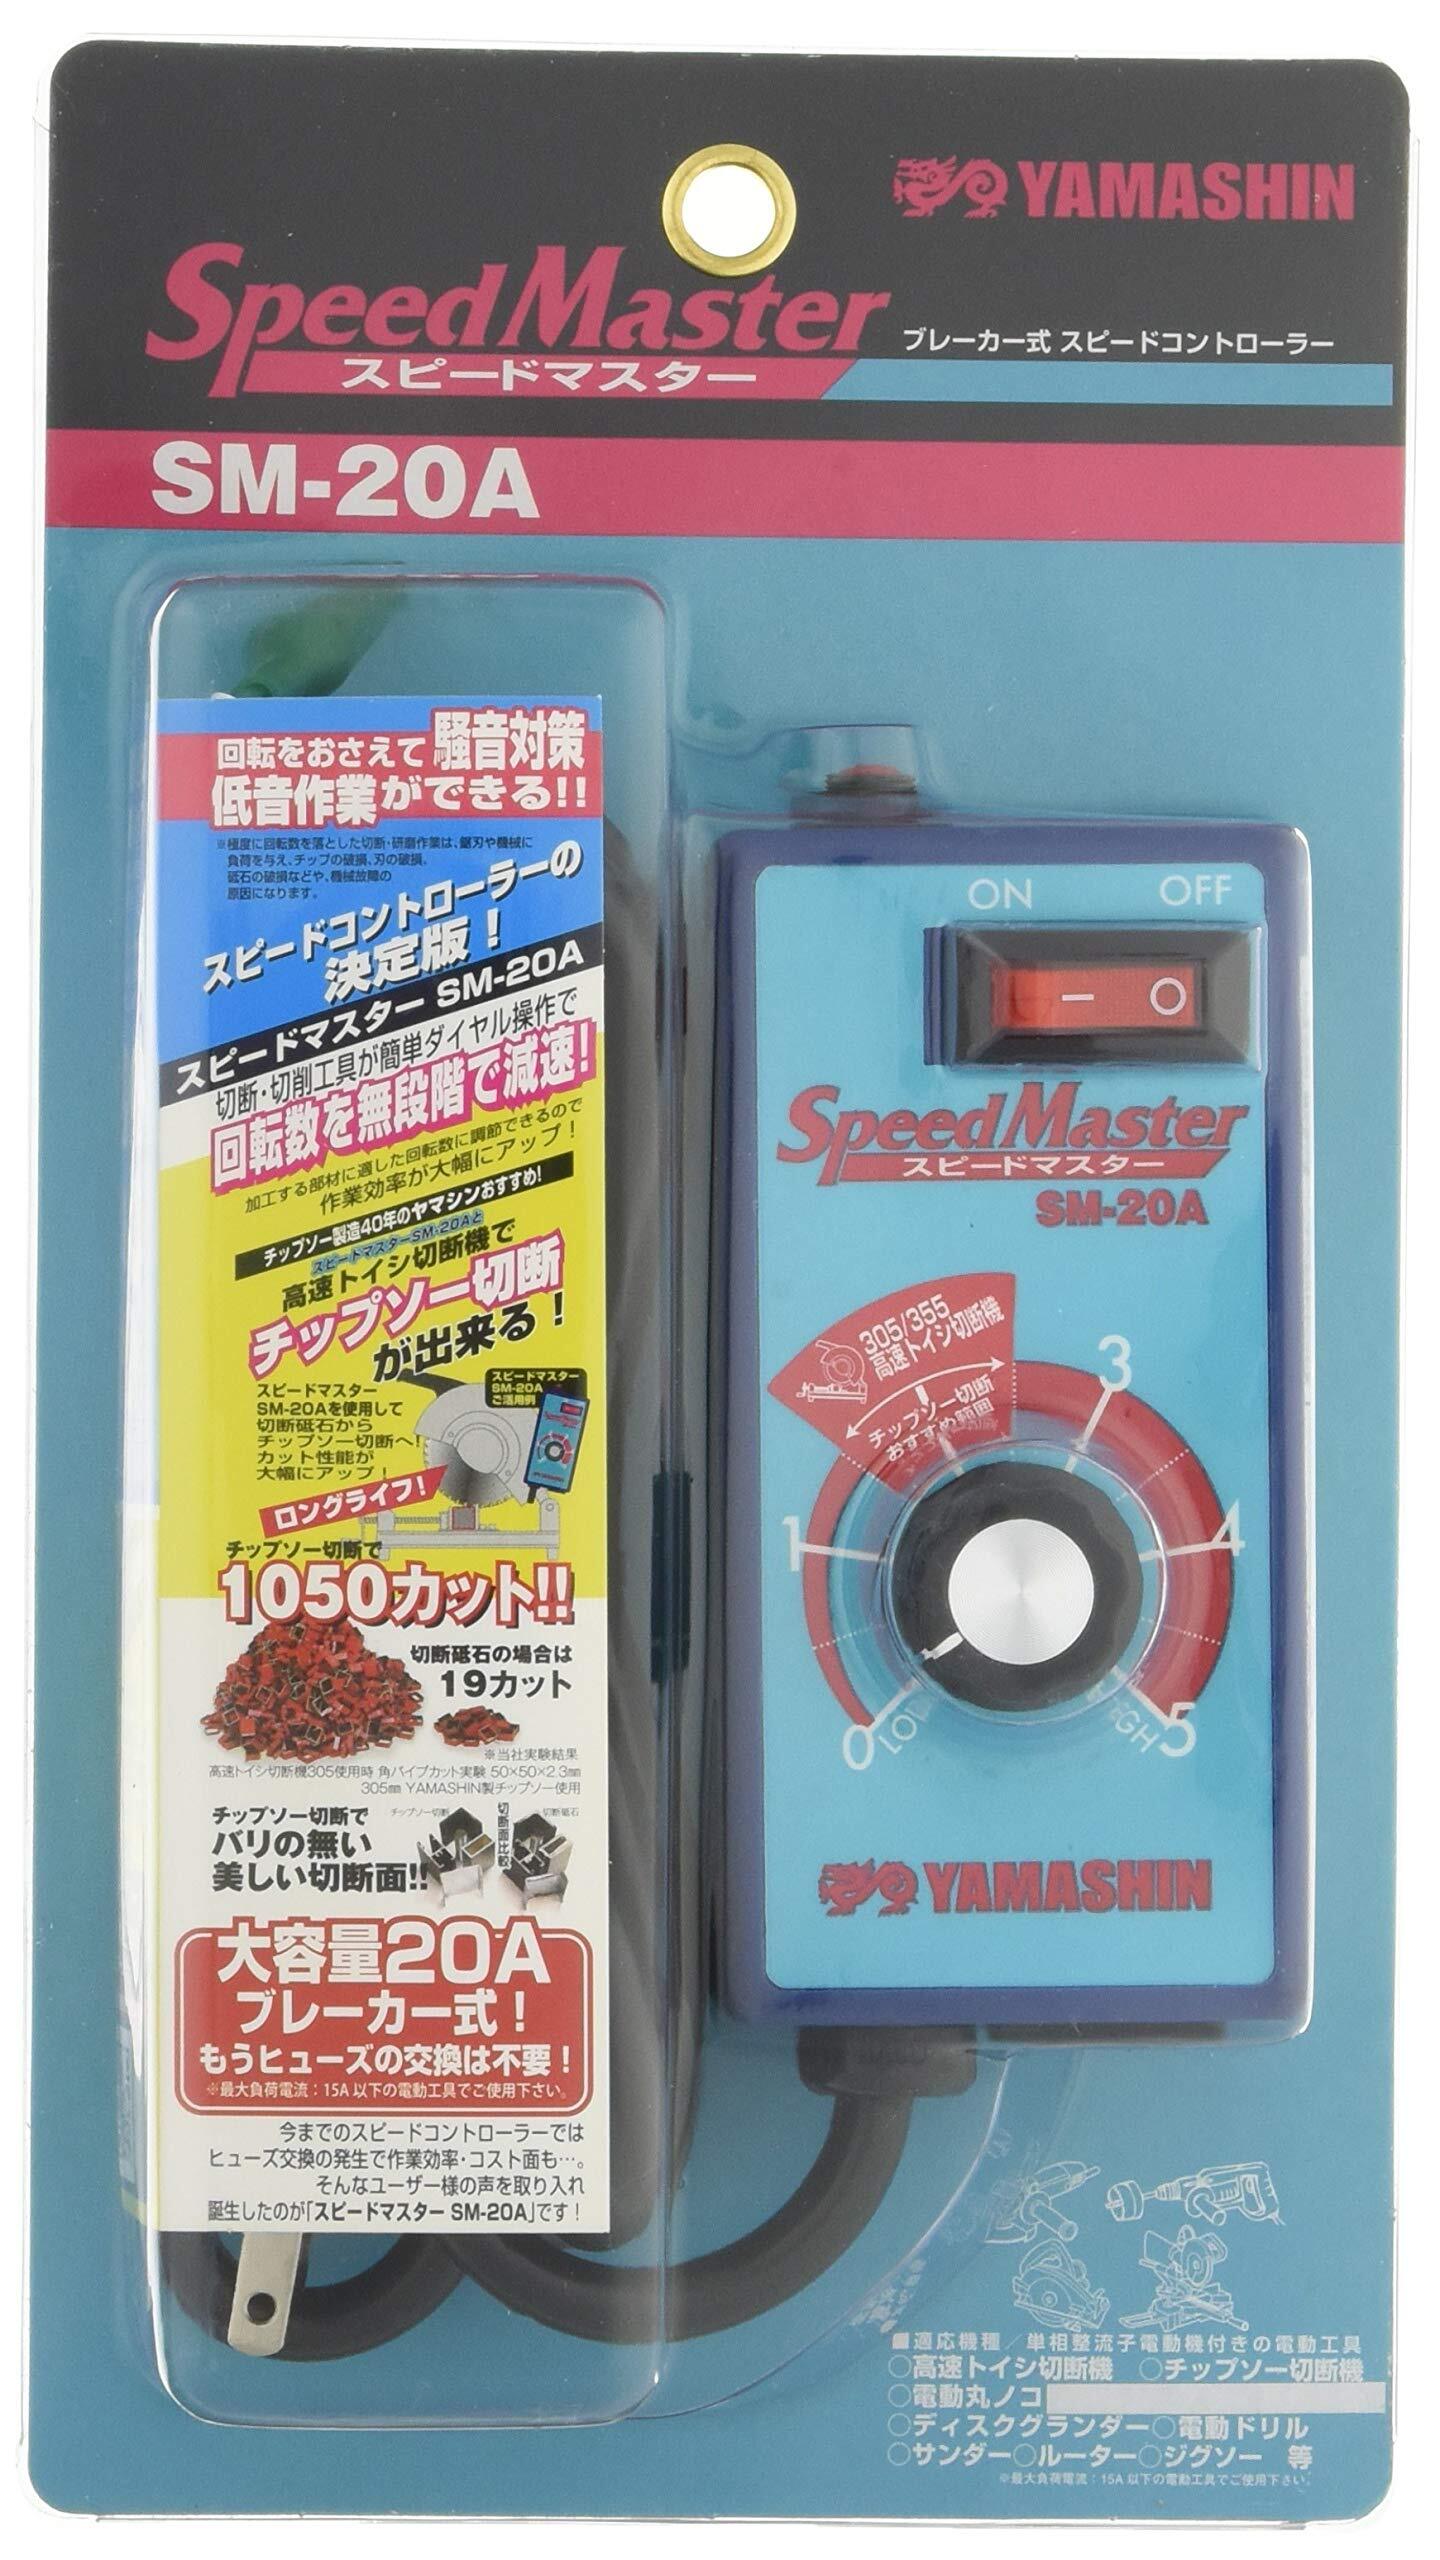 YAMASHIN
SpeedMaster
スピードマスター
ブレーカー式 スピードコントローラー
SM-20A
回転をおさえて騒音対策
低音作業ができる!!
※極度に回転数を落とした切断・研磨作業は、鋸刃や機械に
負荷を与え、チップの破損、刃の破損、
砥石の破損などや、機械故障の
原因になります。
スピードコントローラーの
決定版!
スピードマスター SM-20A
切断・切削工具が簡単ダイヤル操作で
回転数を無段階で減速!
加工する部材に適した回転数に調節できるので
作業効率が大幅にアップ!
チップソー製造40年のヤマシンおすすめ!
スピードマスターSM-20Aと
高速トイシ切断機で
チップソー切断
が出来る!
スピードマスター
SM-20Aを使用して
切断砥石から
チップソー切断へ!
カット性能が
大幅にアップ!
スピードマスター
SM-20A
ご活用例
ロングライフ!
チップソー切断で
1050カット!!
切断砥石の場合は
19カット
※当社実験結果
高速トイシ切断機305使用時 角パイプカット実験 50×50×2.3mm
305mm YAMASHIN製チップソー使用
チップソー切断で
バリの無い
美しい切断面!!
チップソー切断
切断面比較
切断砥石
大容量20A
ブレーカー式!
もうヒューズの交換は不要!
※最大負荷電流:15A 以下の電動工具でご使用下さい。
今までのスピードコントローラーでは
ヒューズ交換の発生で作業効率・コスト面も…。
そんなユーザー様の声を取り入れ
誕生したのが「スピードマスター SM-20A」です!
ON OFF
SpeedMaster
スピードマスター
SM-20A
305/355
高速トイシ切断機
チップソー切断
おすすめ範囲
0 1 3 4 5
YAMASHIN
■適応機種/単相整流子電動機付きの電動工具
○高速トイシ切断機 ○チップソー切断機
○電動丸ノコ
○ディスクグランダー○電動ドリル
○サンダー○ルーター○ジグソー 等
※最大負荷電流:15A 以下の電動工具でご使用下さい。